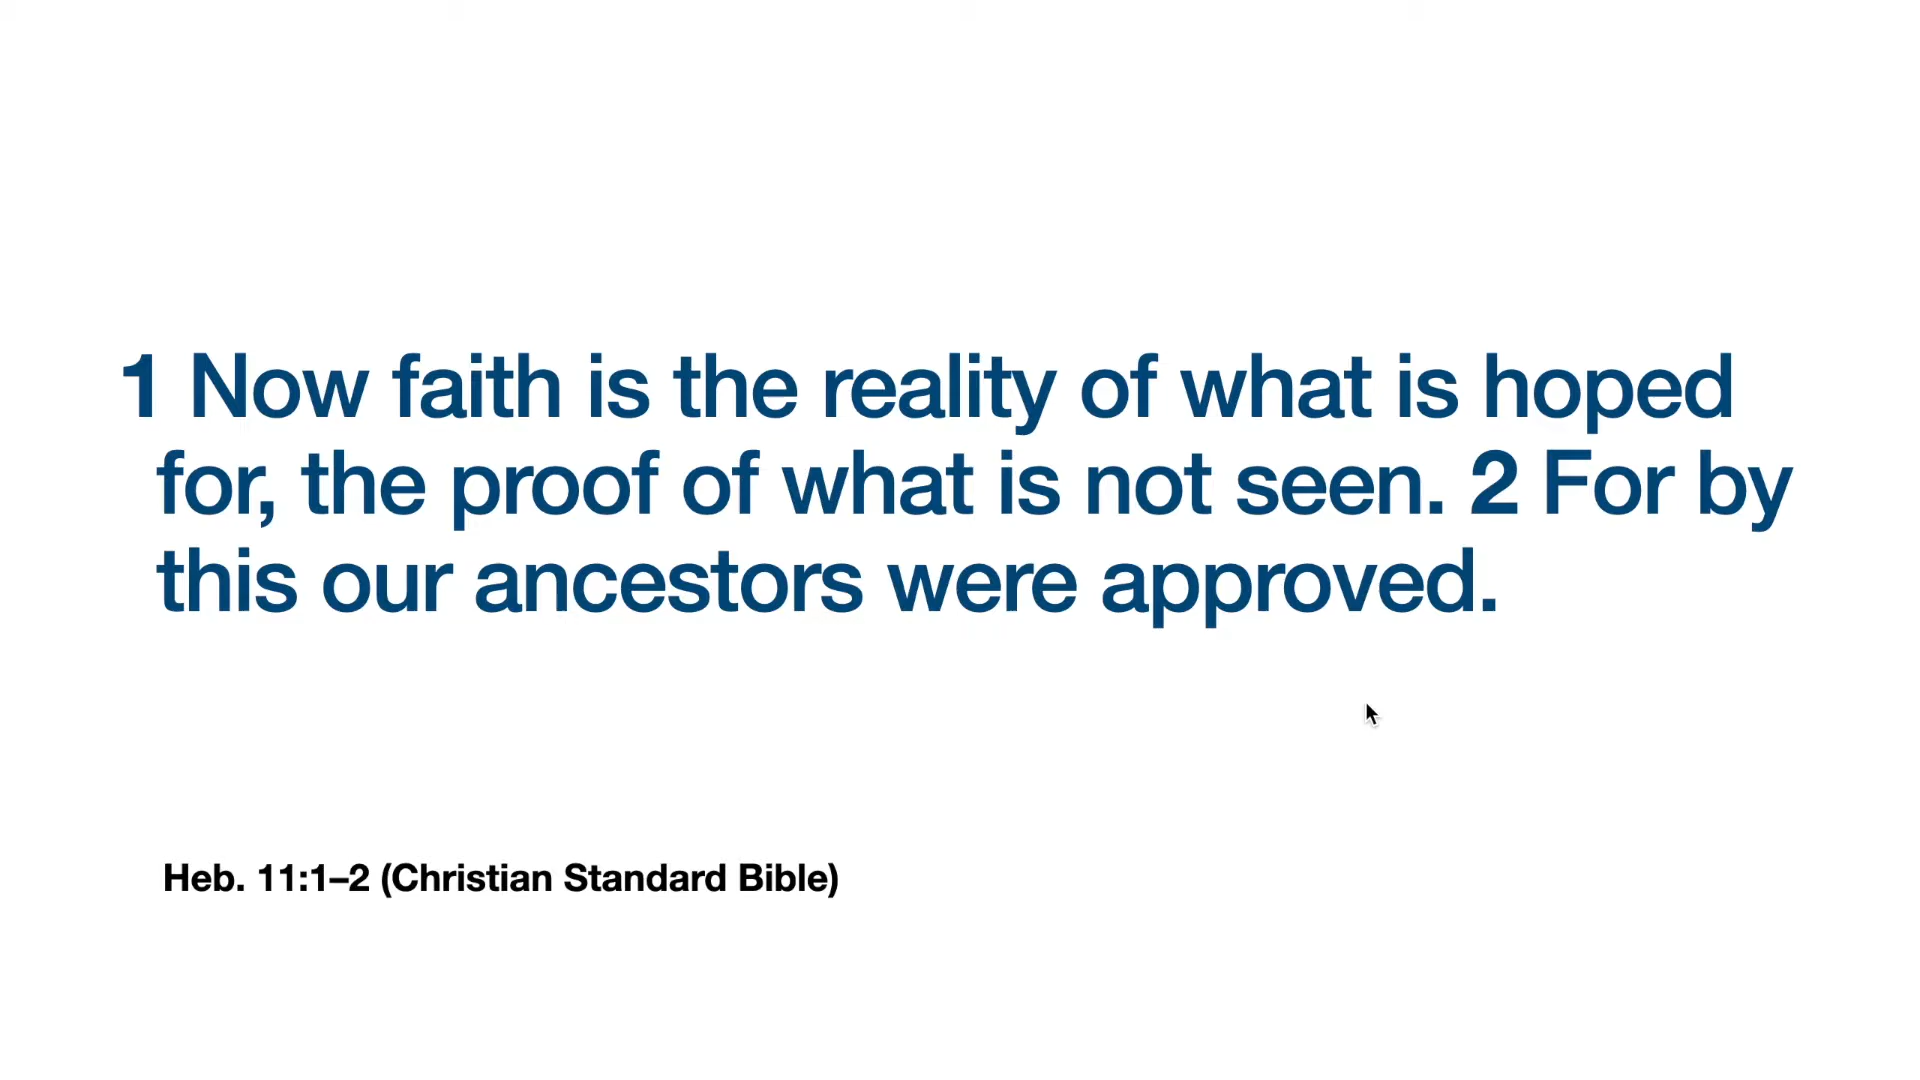 1 Now faith is the reality of what is hoped
for, the proof of what is not seen. 2 For by
this our ancestors were approved.
Heb. 11:1–2 (Christian Standard Bible)